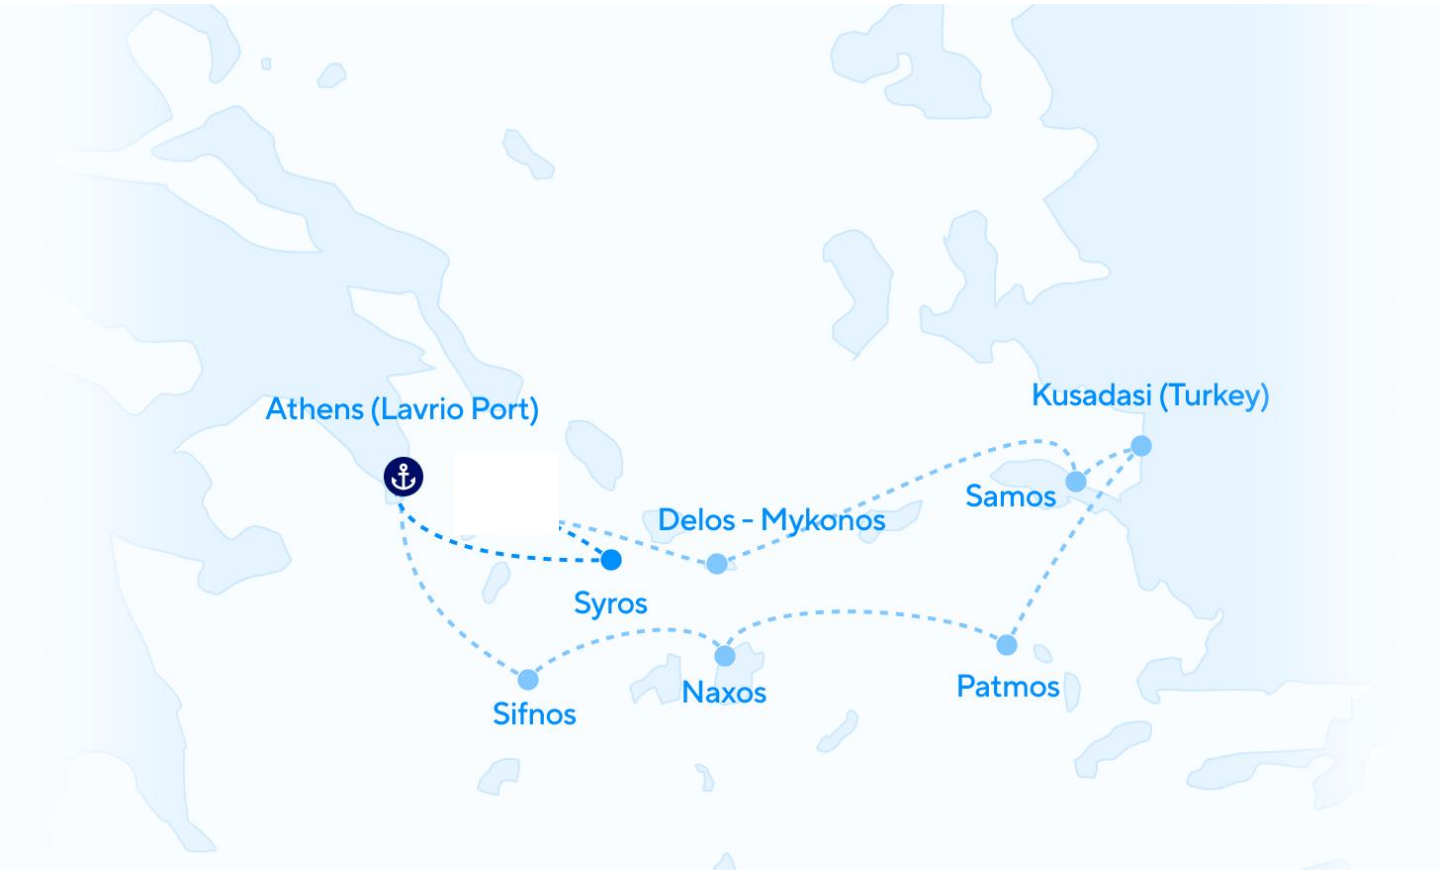 Kusadasi (Turkey)
Athens (Lavrio Port)
Samos
Delos - Mykonos
Syros
Patmos
Naxos
Sifnos